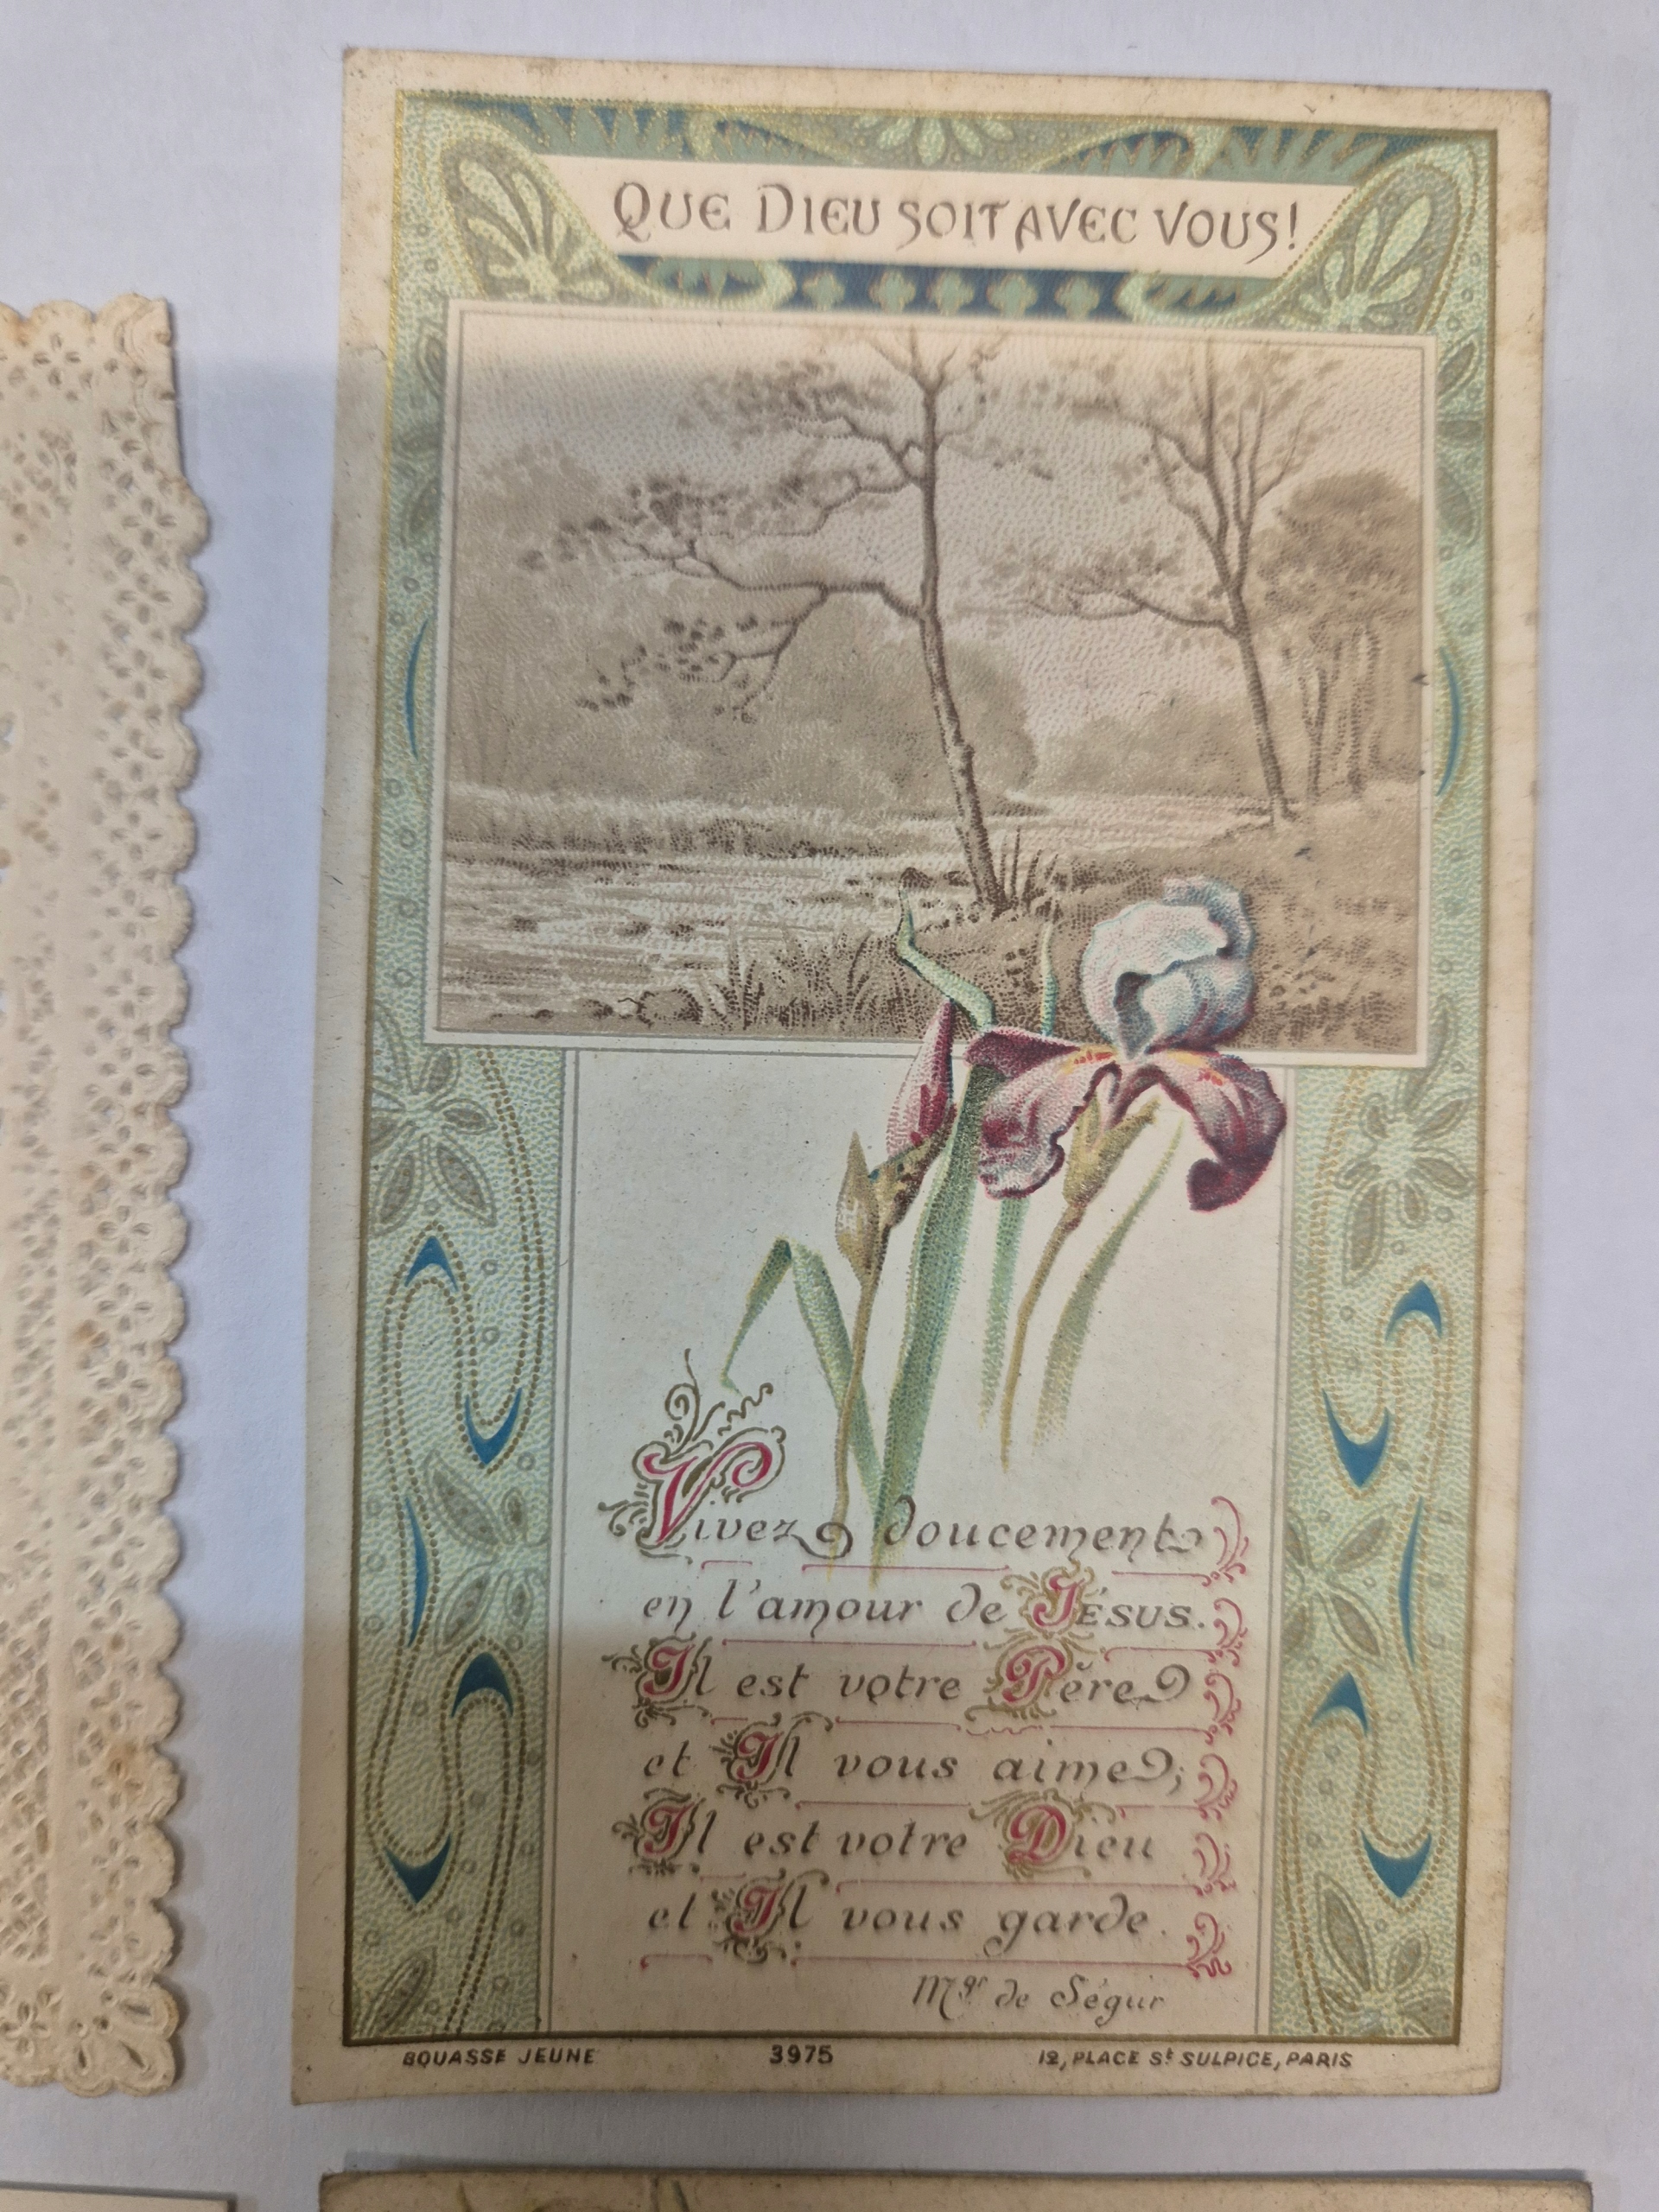 QUE DIEU SOIT AVEC VOUS!
Vivez doucement
en l'amour de JÉSUS.
Il est votre Père
et Il vous aime;
Il est votre Dieu
et Il vous garde.
Mgr de Ségur
BOUASSE JEUNE 3975 12, PLACE St SULPICE, PARIS